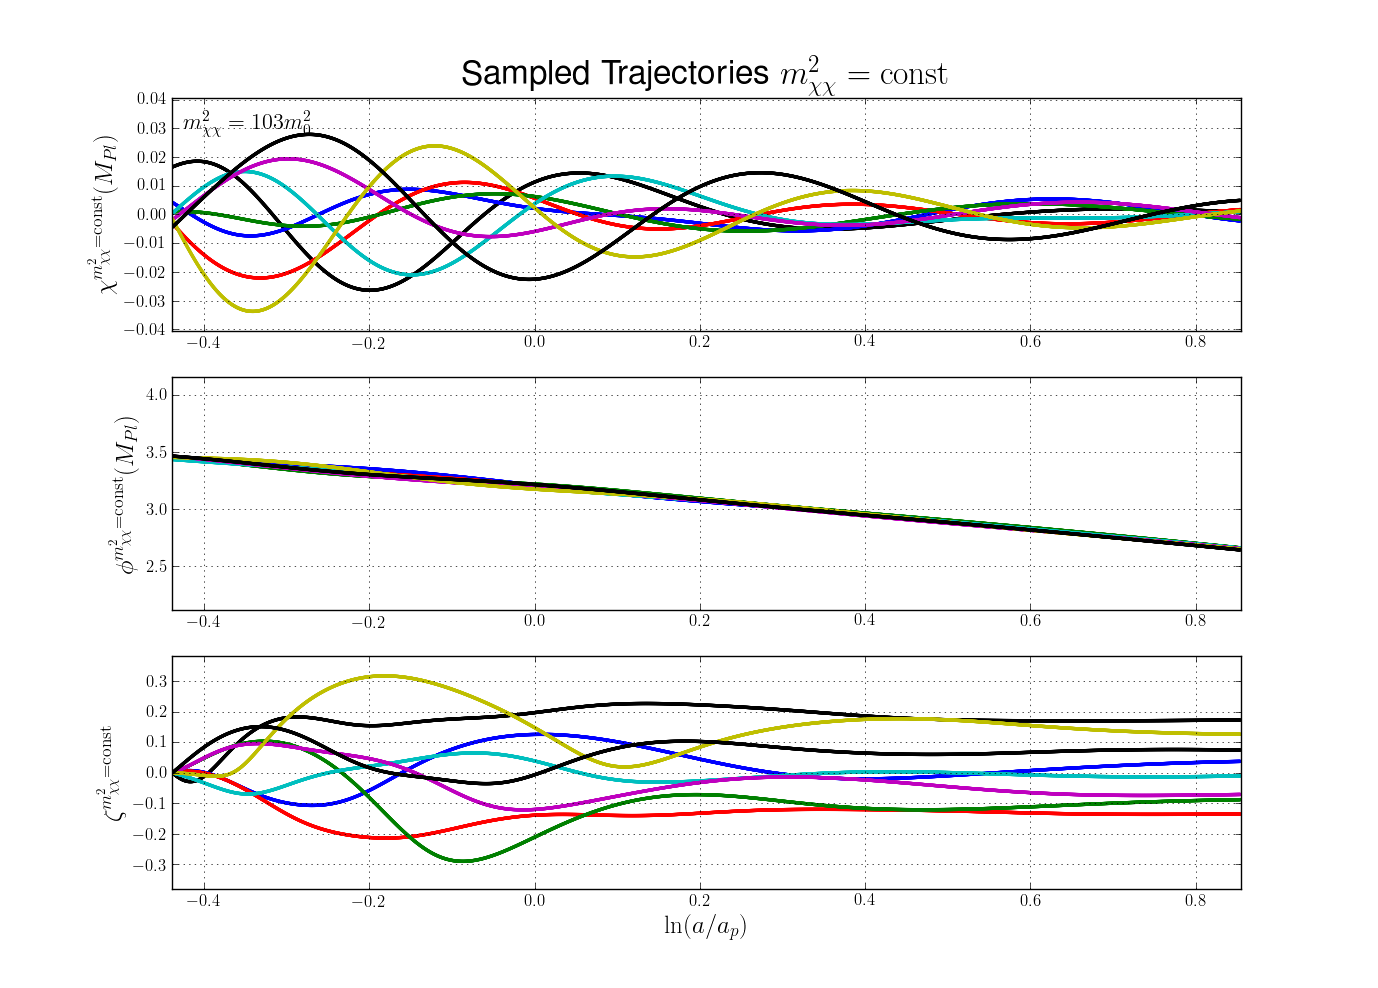 Sampled Trajectories m²_χχ = const
χ^{m²_χχ=const}(M_Pl)
m²_χχ = 103m²_0
0.04
0.03
0.02
0.01
0.00
−0.01
−0.02
−0.03
−0.04
−0.4 −0.2 0.0 0.2 0.4 0.6 0.8
ϕ^{m²_χχ=const}(M_Pl)
4.0
3.5
3.0
2.5
−0.4 −0.2 0.0 0.2 0.4 0.6 0.8
ζ^{m²_χχ=const}
0.3
0.2
0.1
0.0
−0.1
−0.2
−0.3
−0.4 −0.2 0.0 0.2 0.4 0.6 0.8
ln(a/a_p)